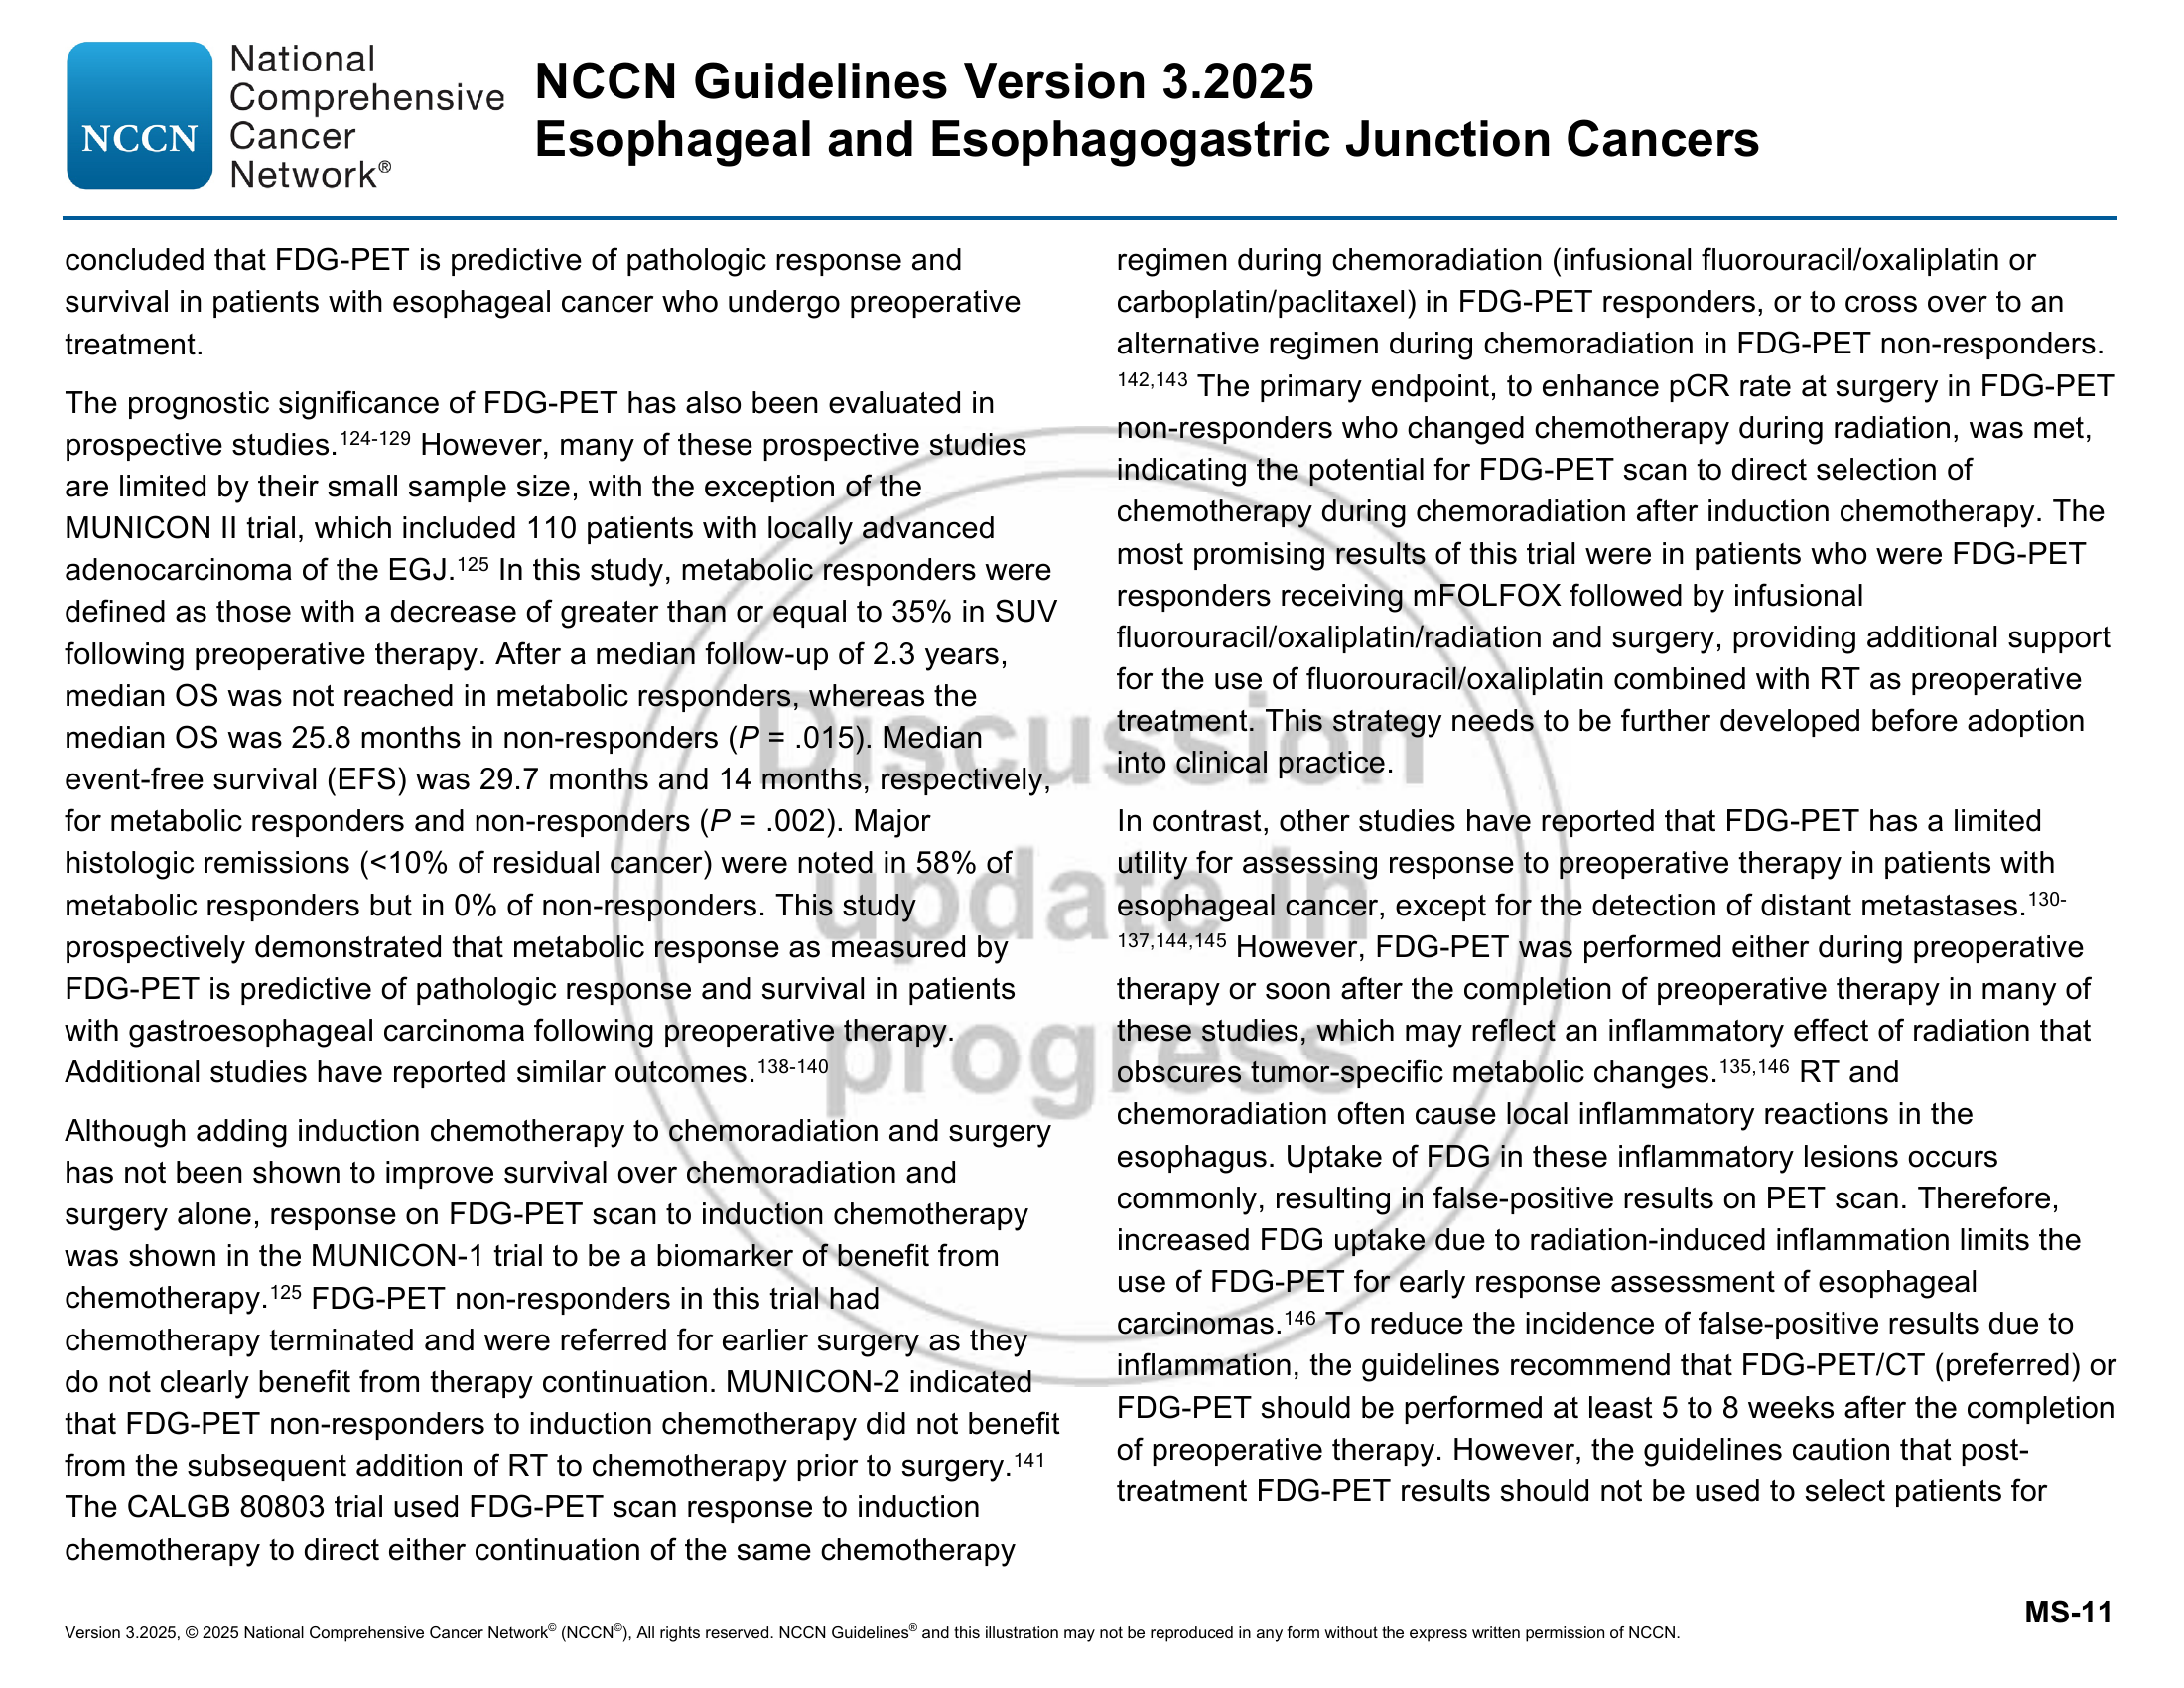 NCCN
National
Comprehensive
Cancer
Network®
NCCN Guidelines Version 3.2025
Esophageal and Esophagogastric Junction Cancers
concluded that FDG-PET is predictive of pathologic response and
survival in patients with esophageal cancer who undergo preoperative
treatment.
The prognostic significance of FDG-PET has also been evaluated in
prospective studies.124-129 However, many of these prospective studies
are limited by their small sample size, with the exception of the
MUNICON II trial, which included 110 patients with locally advanced
adenocarcinoma of the EGJ.125 In this study, metabolic responders were
defined as those with a decrease of greater than or equal to 35% in SUV
following preoperative therapy. After a median follow-up of 2.3 years,
median OS was not reached in metabolic responders, whereas the
median OS was 25.8 months in non-responders (P = .015). Median
event-free survival (EFS) was 29.7 months and 14 months, respectively,
for metabolic responders and non-responders (P = .002). Major
histologic remissions (<10% of residual cancer) were noted in 58% of
metabolic responders but in 0% of non-responders. This study
prospectively demonstrated that metabolic response as measured by
FDG-PET is predictive of pathologic response and survival in patients
with gastroesophageal carcinoma following preoperative therapy.
Additional studies have reported similar outcomes.138-140
Although adding induction chemotherapy to chemoradiation and surgery
has not been shown to improve survival over chemoradiation and
surgery alone, response on FDG-PET scan to induction chemotherapy
was shown in the MUNICON-1 trial to be a biomarker of benefit from
chemotherapy.125 FDG-PET non-responders in this trial had
chemotherapy terminated and were referred for earlier surgery as they
do not clearly benefit from therapy continuation. MUNICON-2 indicated
that FDG-PET non-responders to induction chemotherapy did not benefit
from the subsequent addition of RT to chemotherapy prior to surgery.141
The CALGB 80803 trial used FDG-PET scan response to induction
chemotherapy to direct either continuation of the same chemotherapy
regimen during chemoradiation (infusional fluorouracil/oxaliplatin or
carboplatin/paclitaxel) in FDG-PET responders, or to cross over to an
alternative regimen during chemoradiation in FDG-PET non-responders.
142,143 The primary endpoint, to enhance pCR rate at surgery in FDG-PET
non-responders who changed chemotherapy during radiation, was met,
indicating the potential for FDG-PET scan to direct selection of
chemotherapy during chemoradiation after induction chemotherapy. The
most promising results of this trial were in patients who were FDG-PET
responders receiving mFOLFOX followed by infusional
fluorouracil/oxaliplatin/radiation and surgery, providing additional support
for the use of fluorouracil/oxaliplatin combined with RT as preoperative
treatment. This strategy needs to be further developed before adoption
into clinical practice.
In contrast, other studies have reported that FDG-PET has a limited
utility for assessing response to preoperative therapy in patients with
esophageal cancer, except for the detection of distant metastases.130-
137,144,145 However, FDG-PET was performed either during preoperative
therapy or soon after the completion of preoperative therapy in many of
these studies, which may reflect an inflammatory effect of radiation that
obscures tumor-specific metabolic changes.135,146 RT and
chemoradiation often cause local inflammatory reactions in the
esophagus. Uptake of FDG in these inflammatory lesions occurs
commonly, resulting in false-positive results on PET scan. Therefore,
increased FDG uptake due to radiation-induced inflammation limits the
use of FDG-PET for early response assessment of esophageal
carcinomas.146 To reduce the incidence of false-positive results due to
inflammation, the guidelines recommend that FDG-PET/CT (preferred) or
FDG-PET should be performed at least 5 to 8 weeks after the completion
of preoperative therapy. However, the guidelines caution that post-
treatment FDG-PET results should not be used to select patients for
Discussion
update in
progress
MS-11
Version 3.2025, © 2025 National Comprehensive Cancer Network© (NCCN©), All rights reserved. NCCN Guidelines® and this illustration may not be reproduced in any form without the express written permission of NCCN.